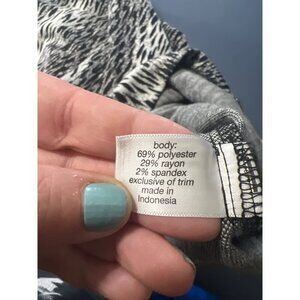 body:
69% polyester
29% rayon
2% spandex
exclusive of trim
made in
Indonesia